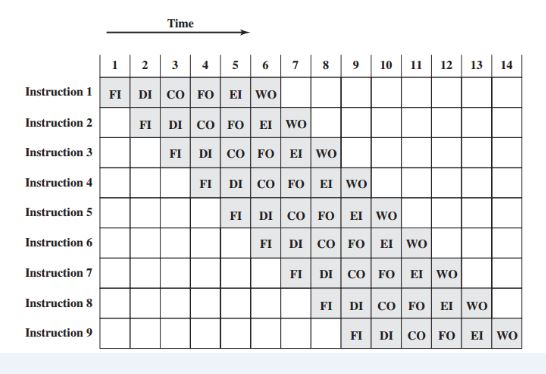 Time
1 2 3 4 5 6 7 8 9 10 11 12 13 14
Instruction 1 FI DI CO FO EI WO
Instruction 2 FI DI CO FO EI WO
Instruction 3 FI DI CO FO EI WO
Instruction 4 FI DI CO FO EI WO
Instruction 5 FI DI CO FO EI WO
Instruction 6 FI DI CO FO EI WO
Instruction 7 FI DI CO FO EI WO
Instruction 8 FI DI CO FO EI WO
Instruction 9 FI DI CO FO EI WO